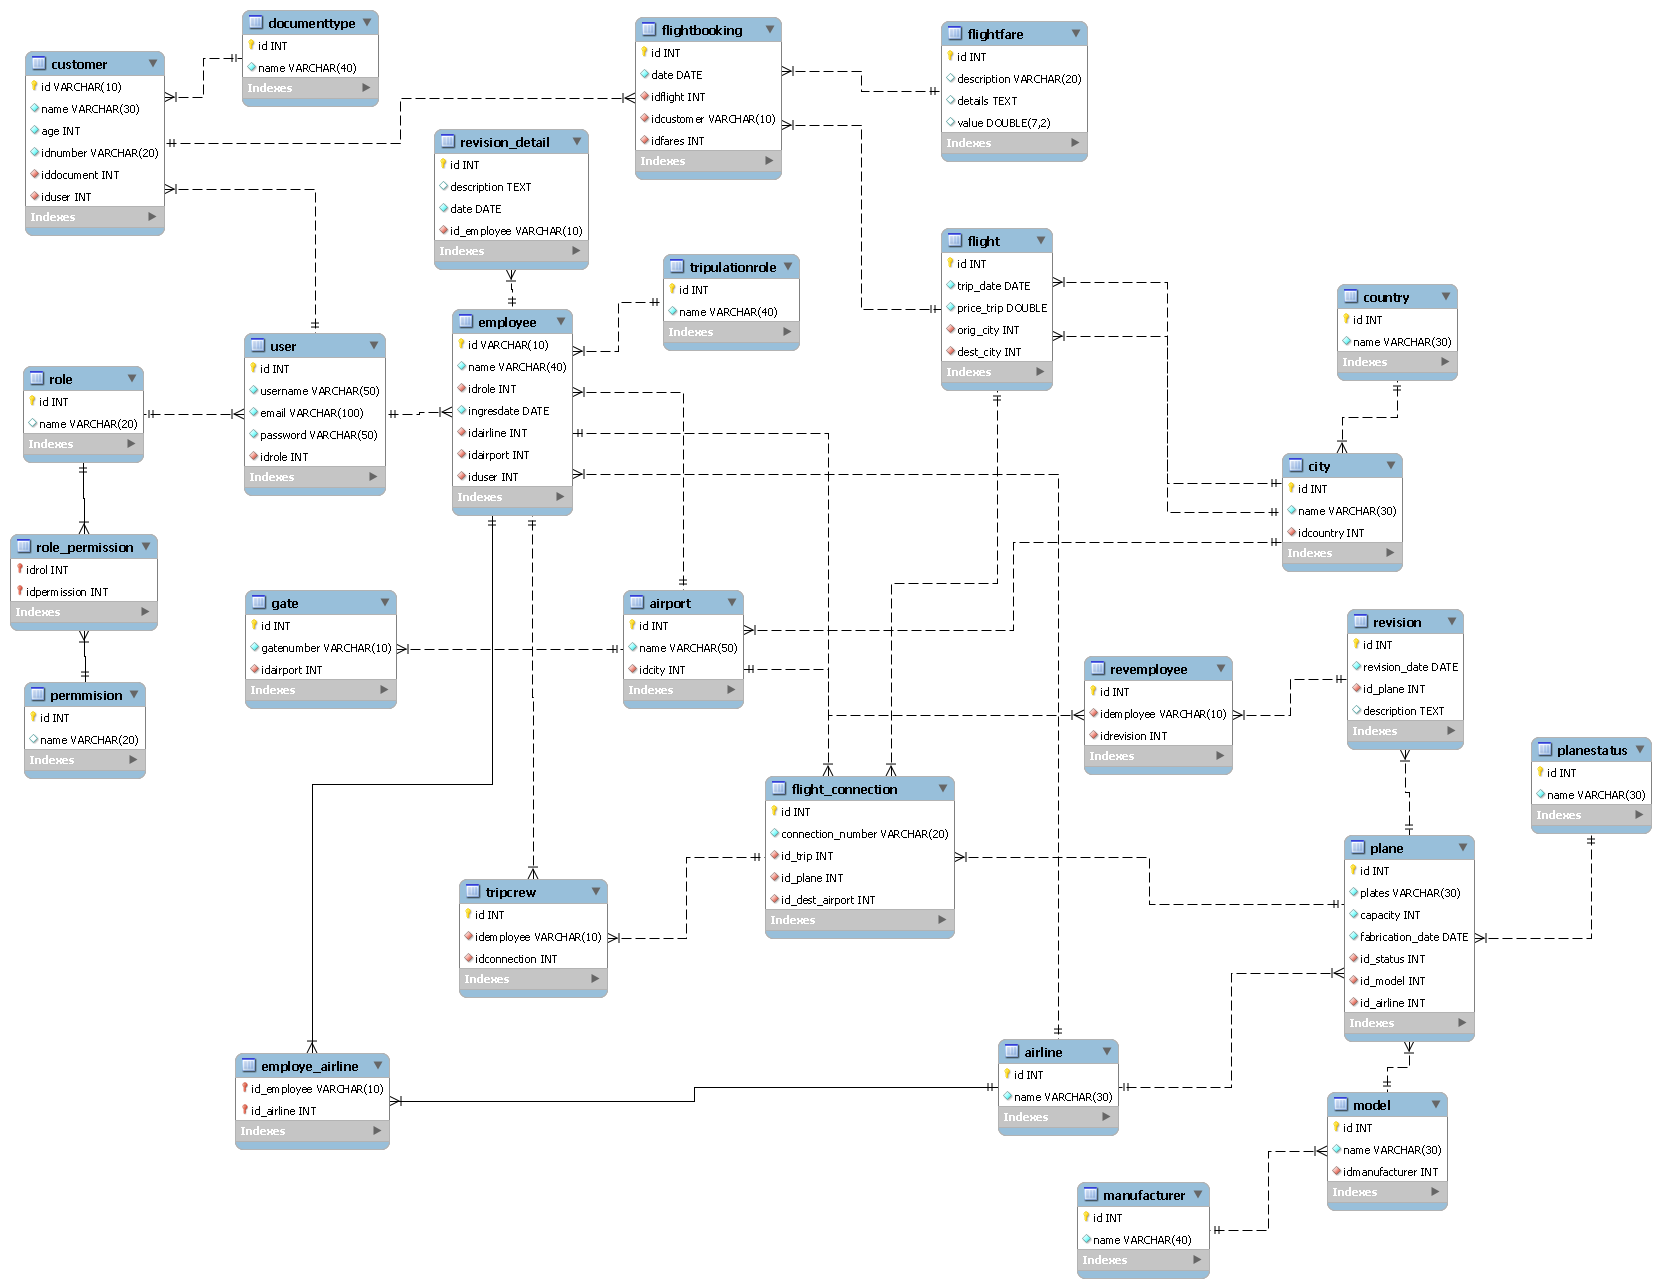 documenttype
id INT
name VARCHAR(40)
Indexes
customer
id VARCHAR(10)
name VARCHAR(30)
age INT
idnumber VARCHAR(20)
iddocument INT
iduser INT
Indexes
flightbooking
id INT
date DATE
idflight INT
idcustomer VARCHAR(10)
idfares INT
Indexes
flightfare
id INT
description VARCHAR(20)
details TEXT
value DOUBLE(7,2)
Indexes
revision_detail
id INT
description TEXT
date DATE
id_employee VARCHAR(10)
Indexes
tripulationrole
id INT
name VARCHAR(40)
Indexes
flight
id INT
trip_date DATE
price_trip DOUBLE
orig_city INT
dest_city INT
Indexes
country
id INT
name VARCHAR(30)
Indexes
employee
id VARCHAR(10)
name VARCHAR(40)
idrole INT
ingresdate DATE
idairline INT
idairport INT
iduser INT
Indexes
user
id INT
username VARCHAR(50)
email VARCHAR(100)
password VARCHAR(50)
idrole INT
Indexes
role
id INT
name VARCHAR(20)
Indexes
city
id INT
name VARCHAR(30)
idcountry INT
Indexes
role_permission
idrol INT
idpermission INT
Indexes
gate
id INT
gatenumber VARCHAR(10)
idairport INT
Indexes
airport
id INT
name VARCHAR(50)
idcity INT
Indexes
revision
id INT
revision_date DATE
id_plane INT
description TEXT
Indexes
revemployee
id INT
idemployee VARCHAR(10)
idrevision INT
Indexes
permmision
id INT
name VARCHAR(20)
Indexes
planestatus
id INT
name VARCHAR(30)
Indexes
flight_connection
id INT
connection_number VARCHAR(20)
id_trip INT
id_plane INT
id_dest_airport INT
Indexes
plane
id INT
plates VARCHAR(30)
capacity INT
fabrication_date DATE
id_status INT
id_model INT
id_airline INT
Indexes
tripcrew
id INT
idemployee VARCHAR(10)
idconnection INT
Indexes
employe_airline
id_employee VARCHAR(10)
id_airline INT
Indexes
airline
id INT
name VARCHAR(30)
Indexes
model
id INT
name VARCHAR(30)
idmanufacturer INT
Indexes
manufacturer
id INT
name VARCHAR(40)
Indexes